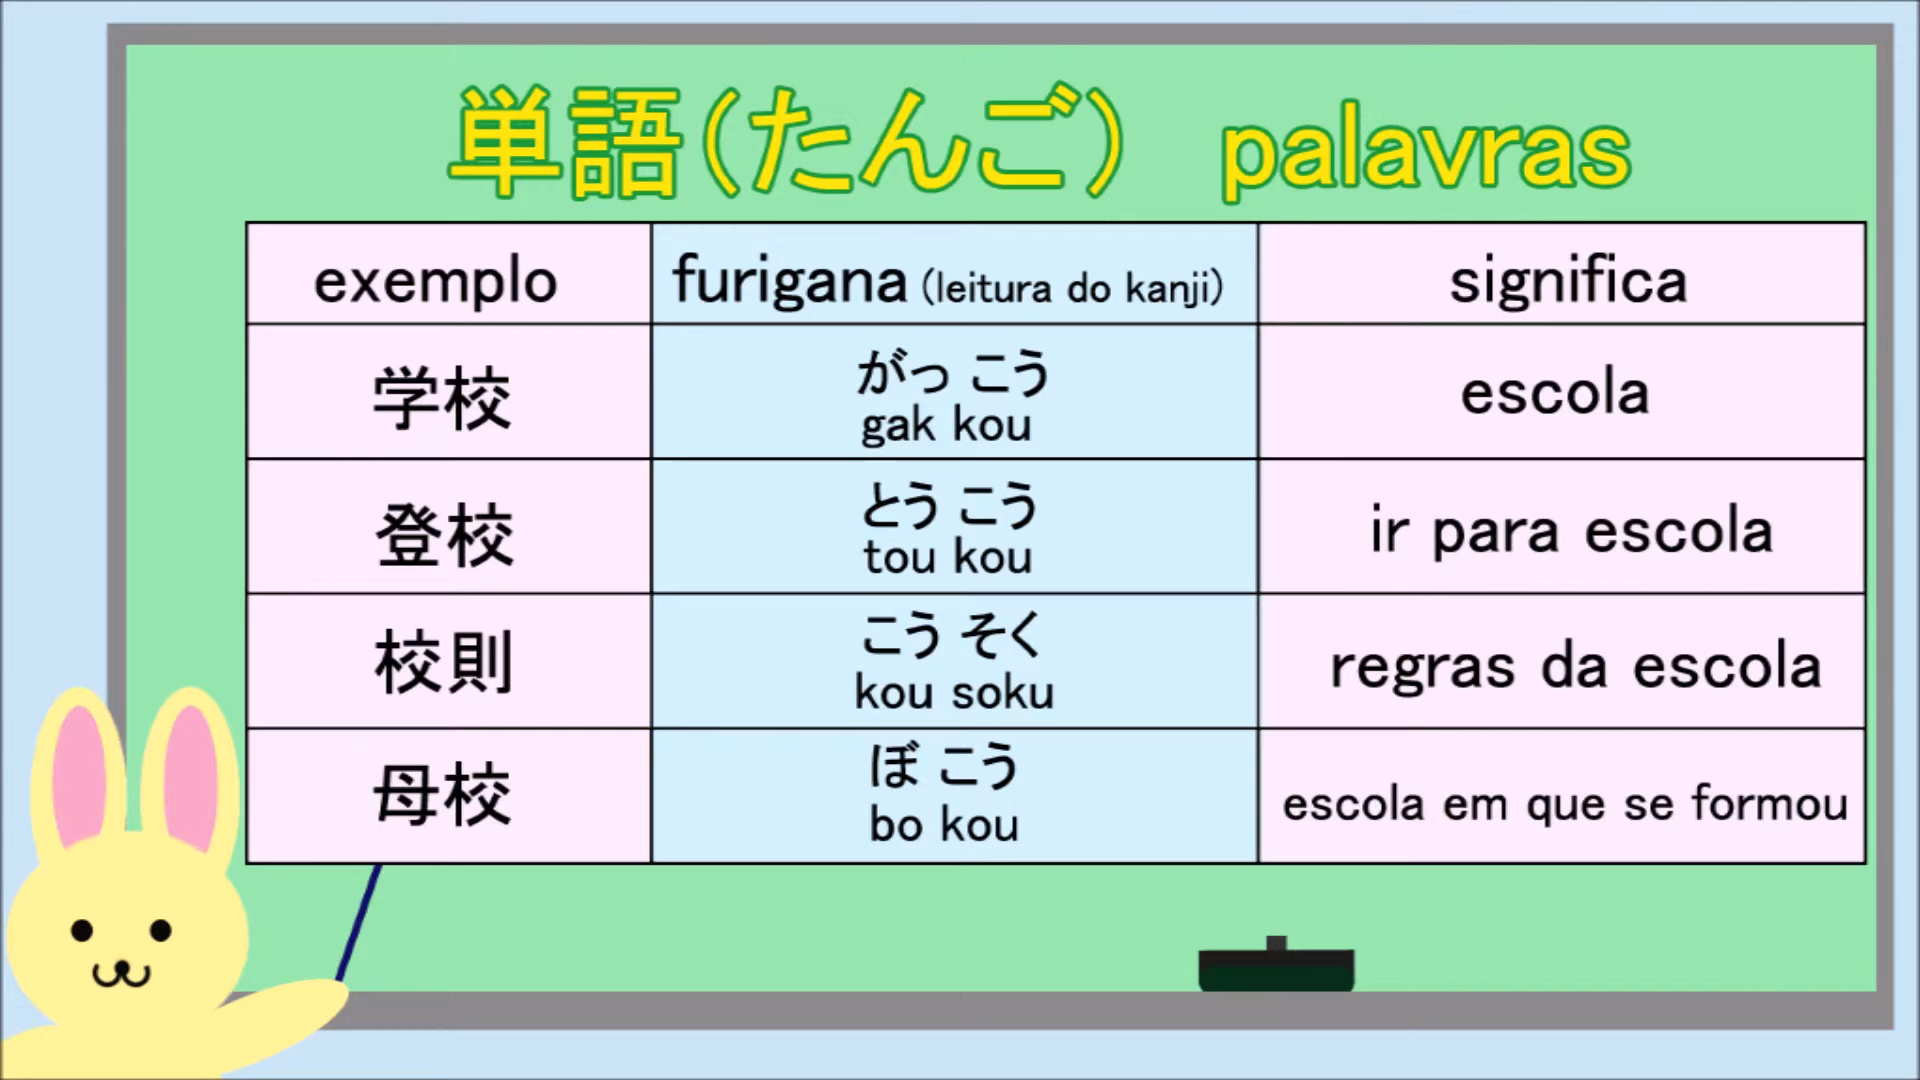 単語(たんご) palavras
exemplo furigana (leitura do kanji) significa
学校 がっ こう escola
gak kou
登校 とう こう ir para escola
tou kou
校則 こう そく regras da escola
kou soku
母校 ぼ こう escola em que se formou
bo kou